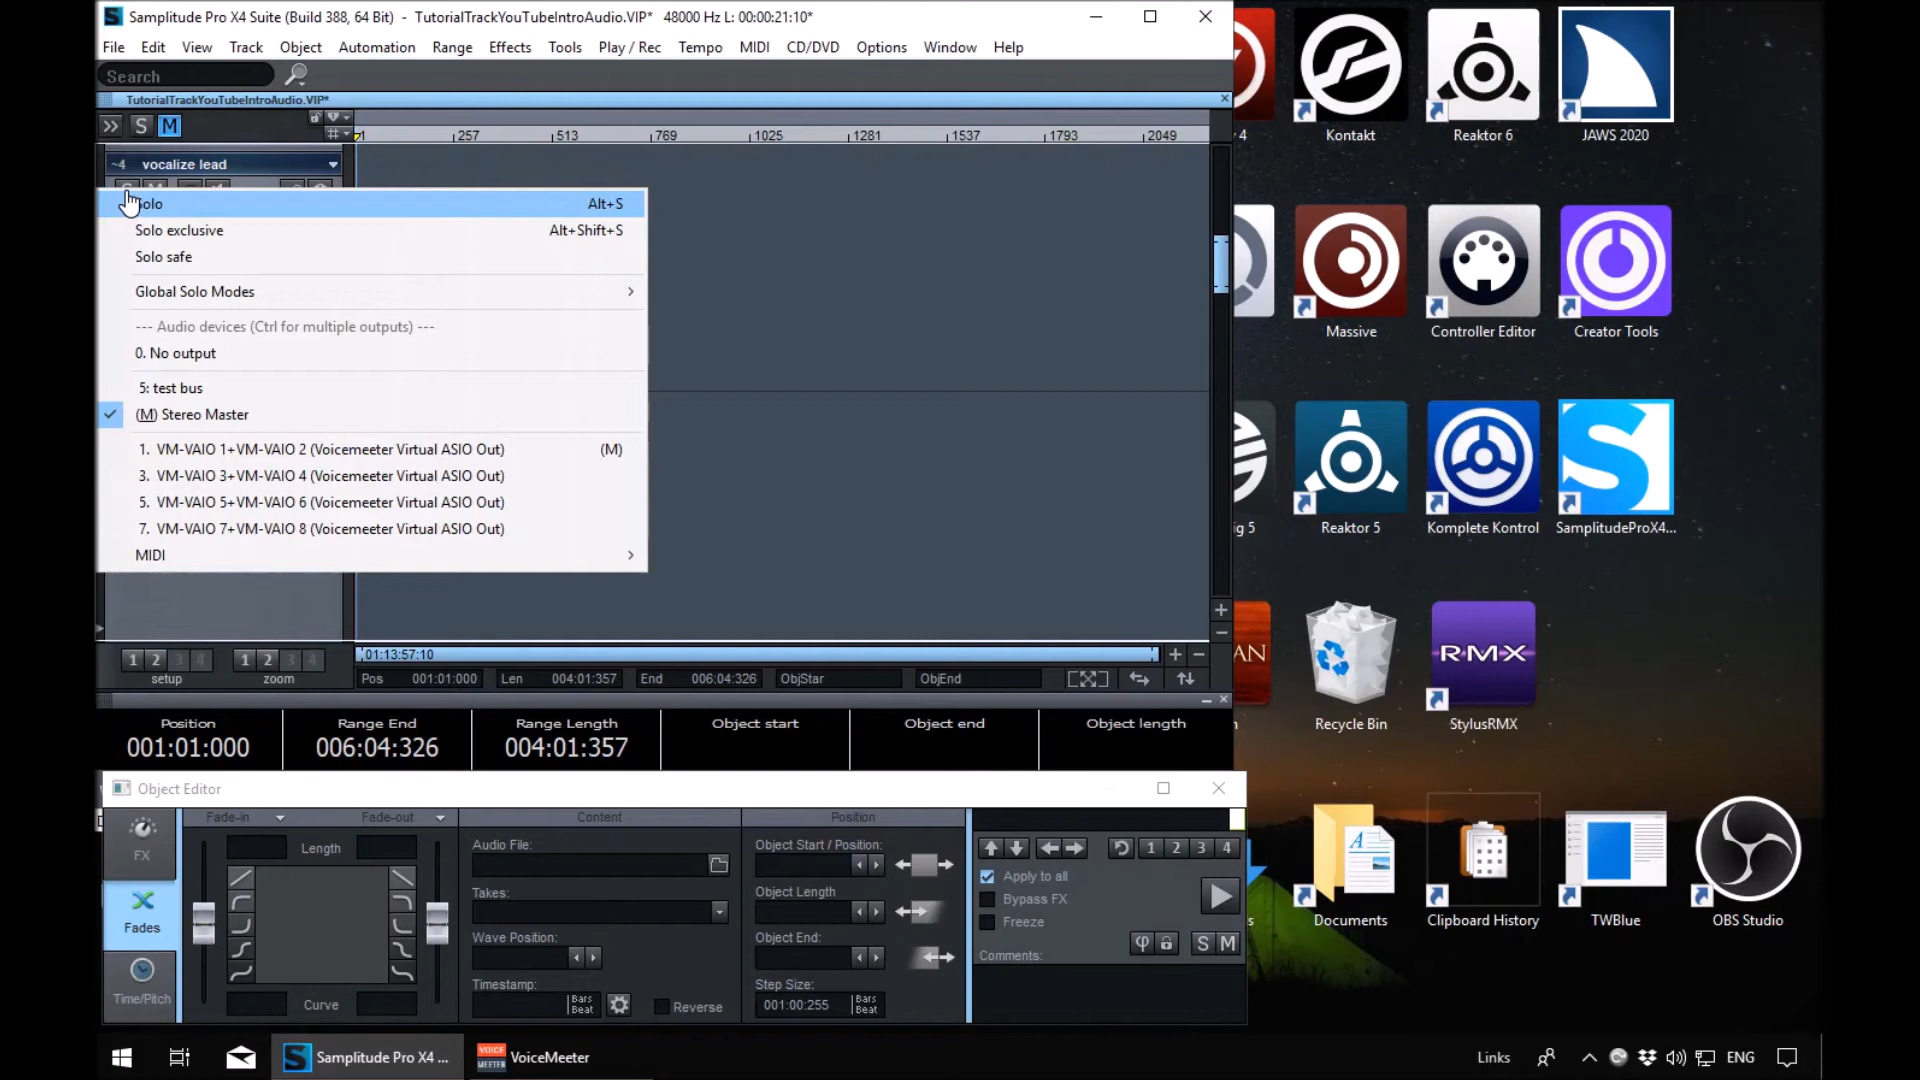 Samplitude Pro X4 Suite (Build 388, 64 Bit)  -  TutorialTrackYouTubeIntroAudio.VIP*   48000 Hz L: 00:00:21:10*
File Edit View Track Object Automation Range Effects Tools Play / Rec Tempo MIDI CD/DVD Options Window Help
Search
TutorialTrackYouTubeIntroAudio.VIP*
S M
1 257 513 769 1025 1281 1537 1793 2049
~4 vocalize lead
Solo Alt+S
Solo exclusive Alt+Shift+S
Solo safe
Global Solo Modes
--- Audio devices (Ctrl for multiple outputs) ---
0. No output
5: test bus
(M) Stereo Master
1. VM-VAIO 1+VM-VAIO 2 (Voicemeeter Virtual ASIO Out) (M)
3. VM-VAIO 3+VM-VAIO 4 (Voicemeeter Virtual ASIO Out)
5. VM-VAIO 5+VM-VAIO 6 (Voicemeeter Virtual ASIO Out)
7. VM-VAIO 7+VM-VAIO 8 (Voicemeeter Virtual ASIO Out)
MIDI
01:13:57:10
1 2 3 4 1 2 3 4
setup zoom
Pos 001:01:000 Len 004:01:357 End 006:04:326 ObjStar ObjEnd
Position Range End Range Length Object start Object end Object length
001:01:000 006:04:326 004:01:357
Object Editor
FX
Fades
Time/Pitch
Fade-in Fade-out
Length
Curve
Content
Audio File:
Takes:
Wave Position:
Timestamp:
Bars
Beat
Reverse
Position
Object Start / Position:
Object Length
Object End:
Step Size:
001:00:255 Bars
Beat
1 2 3 4
Apply to all
Bypass FX
Freeze
S M
Comments:
4 Kontakt Reaktor 6 JAWS 2020
Massive Controller Editor Creator Tools
ig 5 Reaktor 5 Komplete Kontrol SamplitudeProX4...
AN
RMX
Recycle Bin StylusRMX
s Documents Clipboard History TWBlue OBS Studio
Samplitude Pro X4 ...
VOICE
MEETER
VoiceMeeter
Links ENG